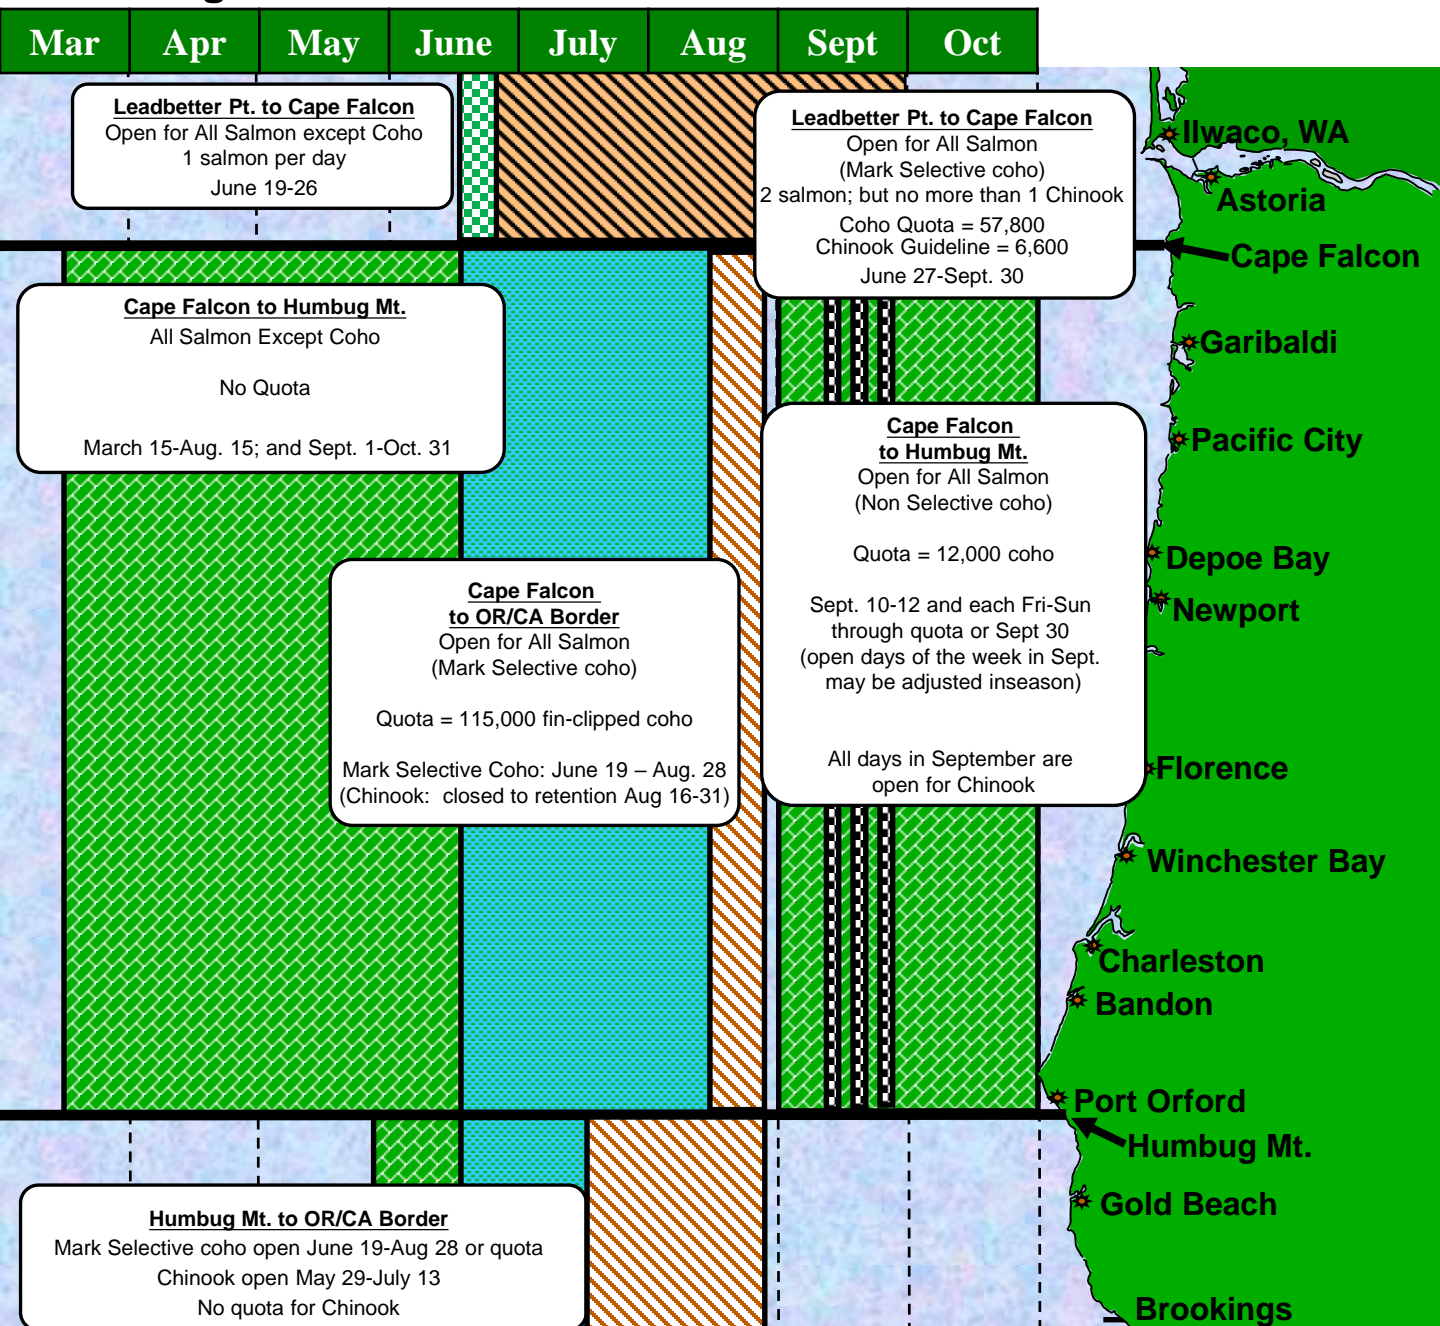 Mar Apr May June July Aug Sept Oct
Leadbetter Pt. to Cape Falcon
Open for All Salmon except Coho
1 salmon per day
June 19-26
Leadbetter Pt. to Cape Falcon
Open for All Salmon
(Mark Selective coho)
2 salmon; but no more than 1 Chinook
Coho Quota = 57,800
Chinook Guideline = 6,600
June 27-Sept. 30
Ilwaco, WA
Astoria
Cape Falcon
Cape Falcon to Humbug Mt.
All Salmon Except Coho
No Quota
March 15-Aug. 15; and Sept. 1-Oct. 31
Garibaldi
Pacific City
Cape Falcon
to Humbug Mt.
Open for All Salmon
(Non Selective coho)
Quota = 12,000 coho
Sept. 10-12 and each Fri-Sun
through quota or Sept 30
(open days of the week in Sept.
may be adjusted inseason)
All days in September are
open for Chinook
Cape Falcon
to OR/CA Border
Open for All Salmon
(Mark Selective coho)
Quota = 115,000 fin-clipped coho
Mark Selective Coho: June 19 – Aug. 28
(Chinook: closed to retention Aug 16-31)
Depoe Bay
Newport
Florence
Winchester Bay
Charleston
Bandon
Port Orford
Humbug Mt.
Gold Beach
Humbug Mt. to OR/CA Border
Mark Selective coho open June 19-Aug 28 or quota
Chinook open May 29-July 13
No quota for Chinook
Brookings